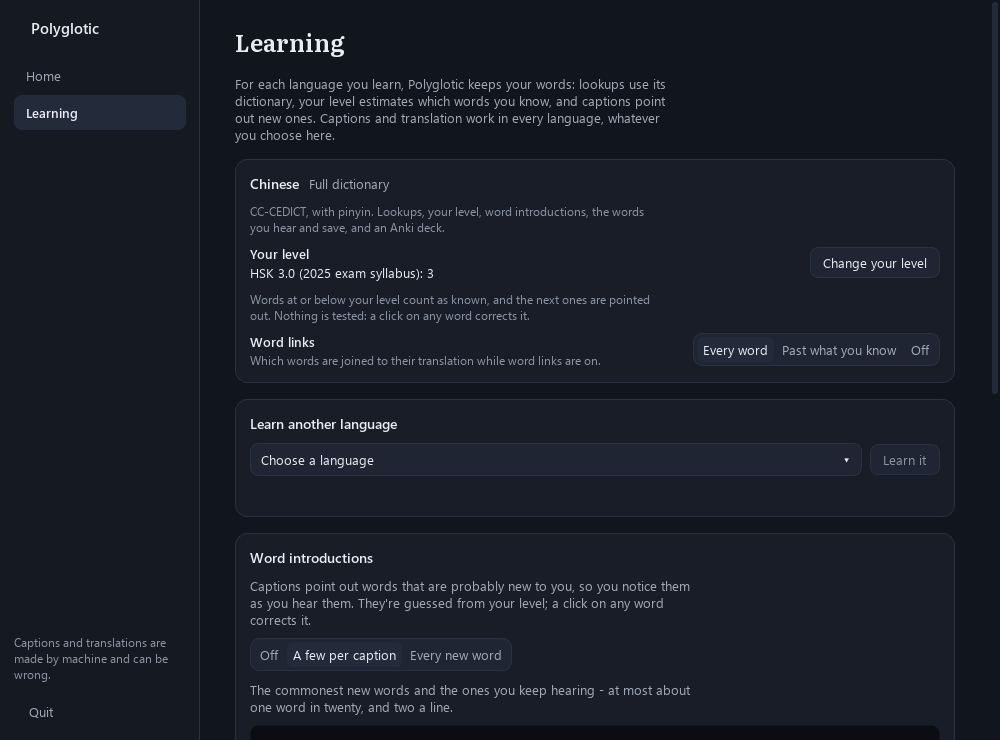 Polyglotic
Home
Learning
Captions and translations are
made by machine and can be
wrong.
Quit
Learning
For each language you learn, Polyglotic keeps your words: lookups use its
dictionary, your level estimates which words you know, and captions point
out new ones. Captions and translation work in every language, whatever
you choose here.
Chinese Full dictionary
CC-CEDICT, with pinyin. Lookups, your level, word introductions, the words
you hear and save, and an Anki deck.
Your level
HSK 3.0 (2025 exam syllabus): 3
Change your level
Words at or below your level count as known, and the next ones are pointed
out. Nothing is tested: a click on any word corrects it.
Word links
Which words are joined to their translation while word links are on.
Every word Past what you know Off
Learn another language
Choose a language
Learn it
Word introductions
Captions point out words that are probably new to you, so you notice them
as you hear them. They're guessed from your level; a click on any word
corrects it.
Off A few per caption Every new word
The commonest new words and the ones you keep hearing - at most about
one word in twenty, and two a line.